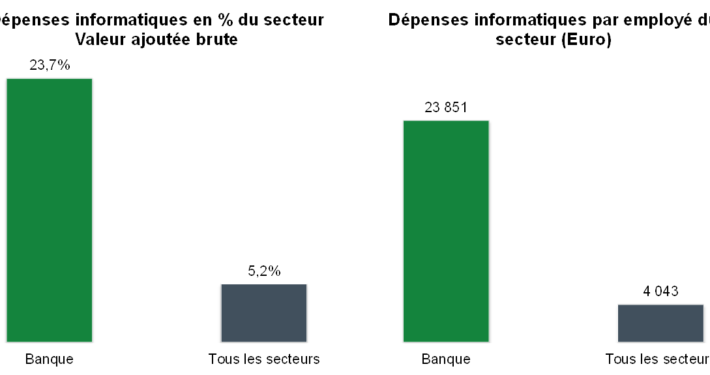 épenses informatiques en % du secteur
Valeur ajoutée brute
23,7%
5,2%
Banque
Tous les secteurs
Dépenses informatiques par employé du
secteur (Euro)
23 851
4 043
Banque
Tous les secteur